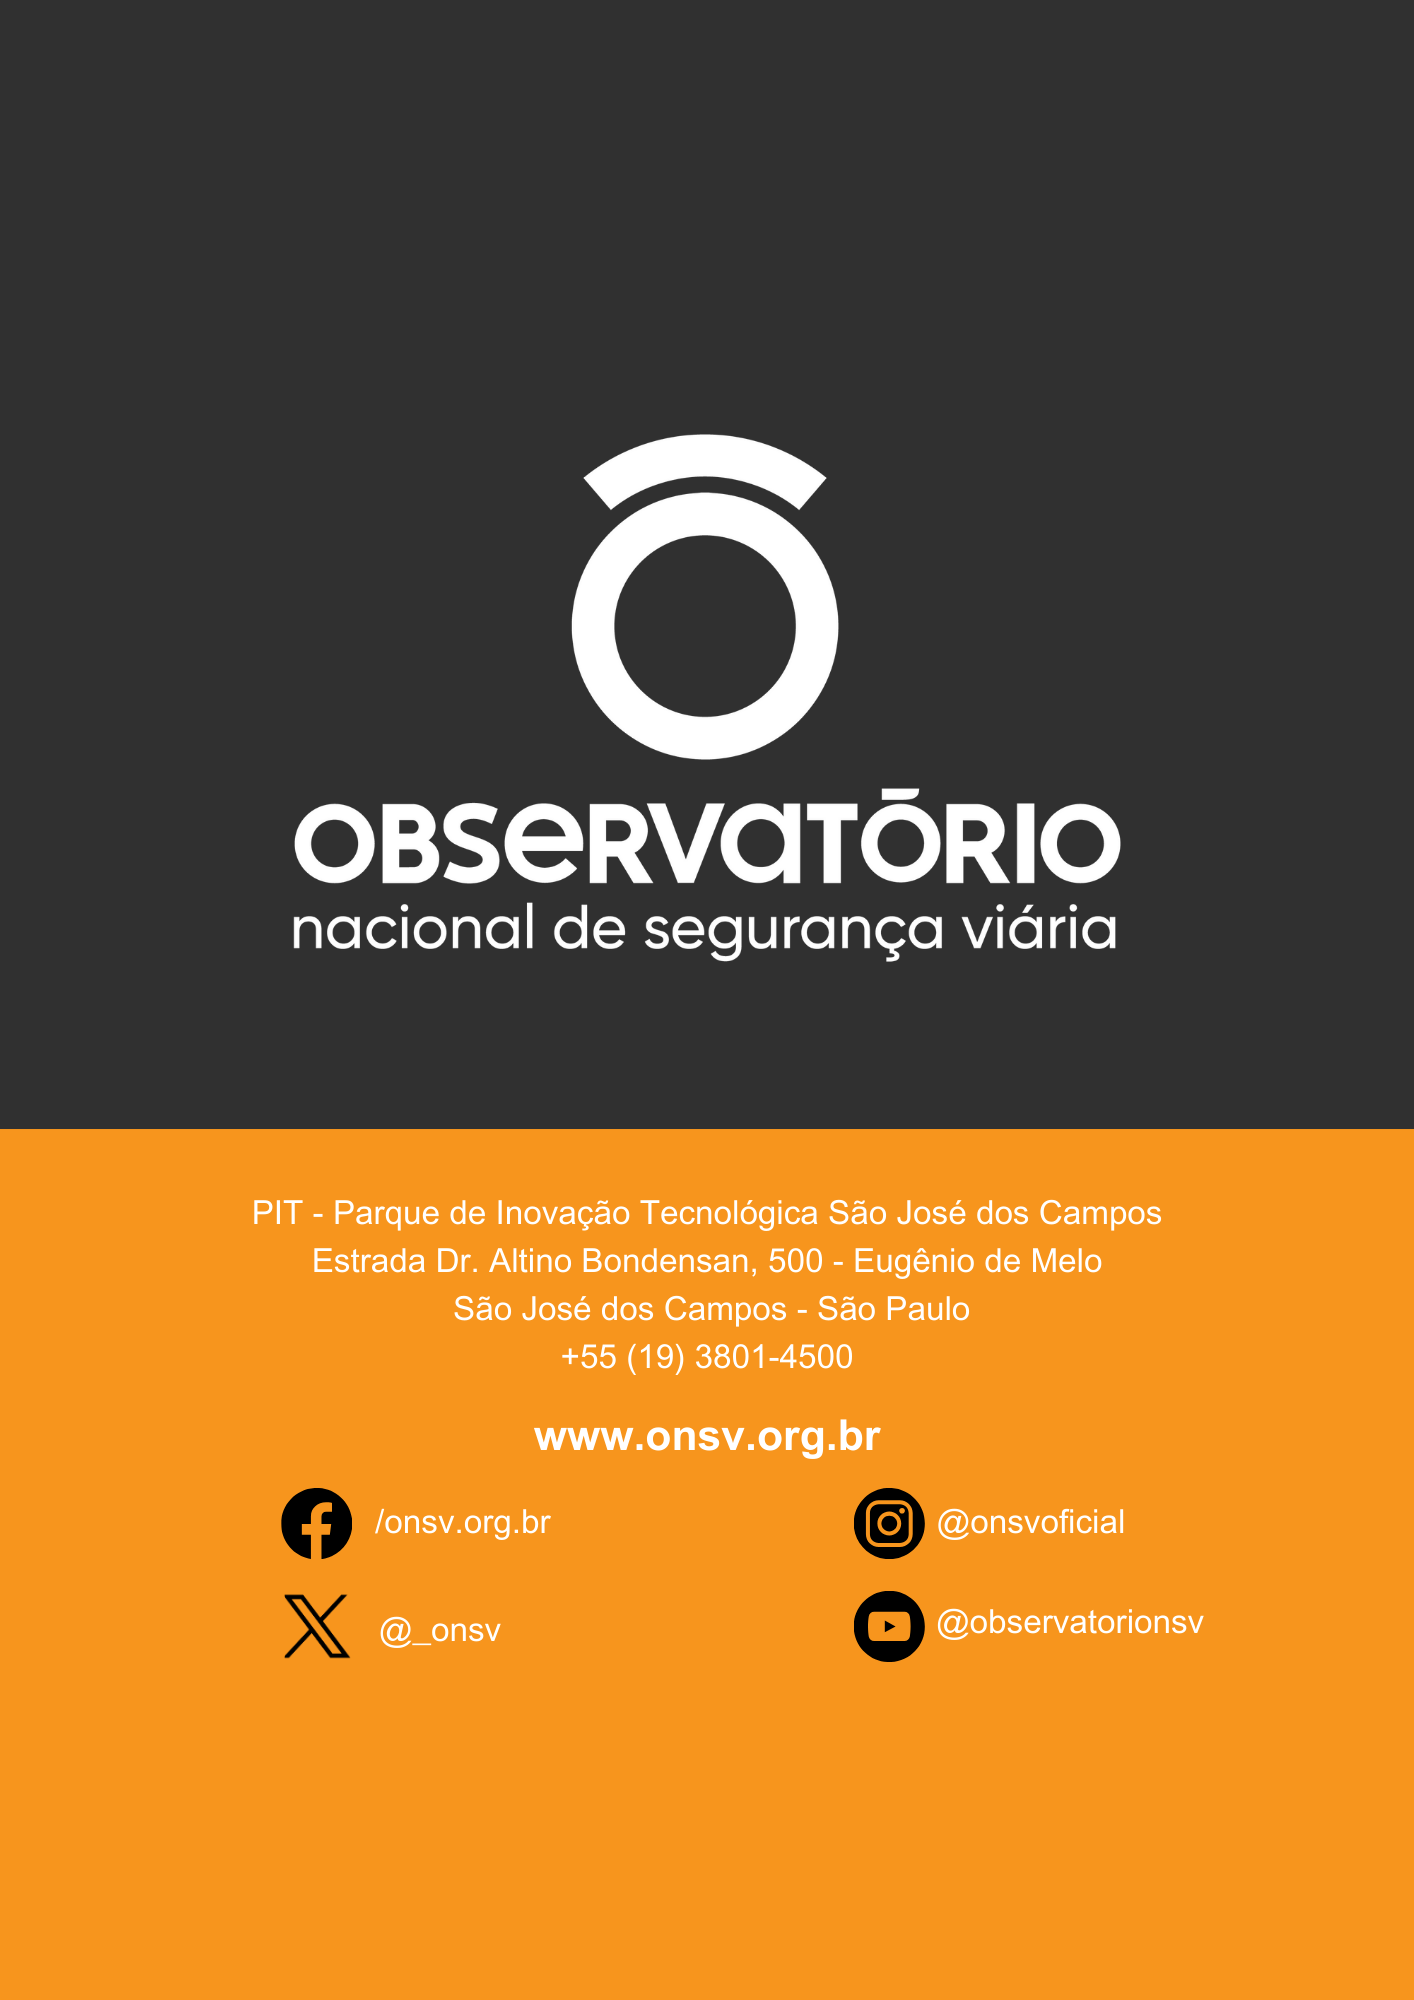 OBSERVATÓRIO
nacional de segurança viária
PIT - Parque de Inovação Tecnológica São José dos Campos
Estrada Dr. Altino Bondensan, 500 - Eugênio de Melo
São José dos Campos - São Paulo
+55 (19) 3801-4500
www.onsv.org.br
/onsv.org.br
@onsvoficial
@_onsv
@observatorionsv